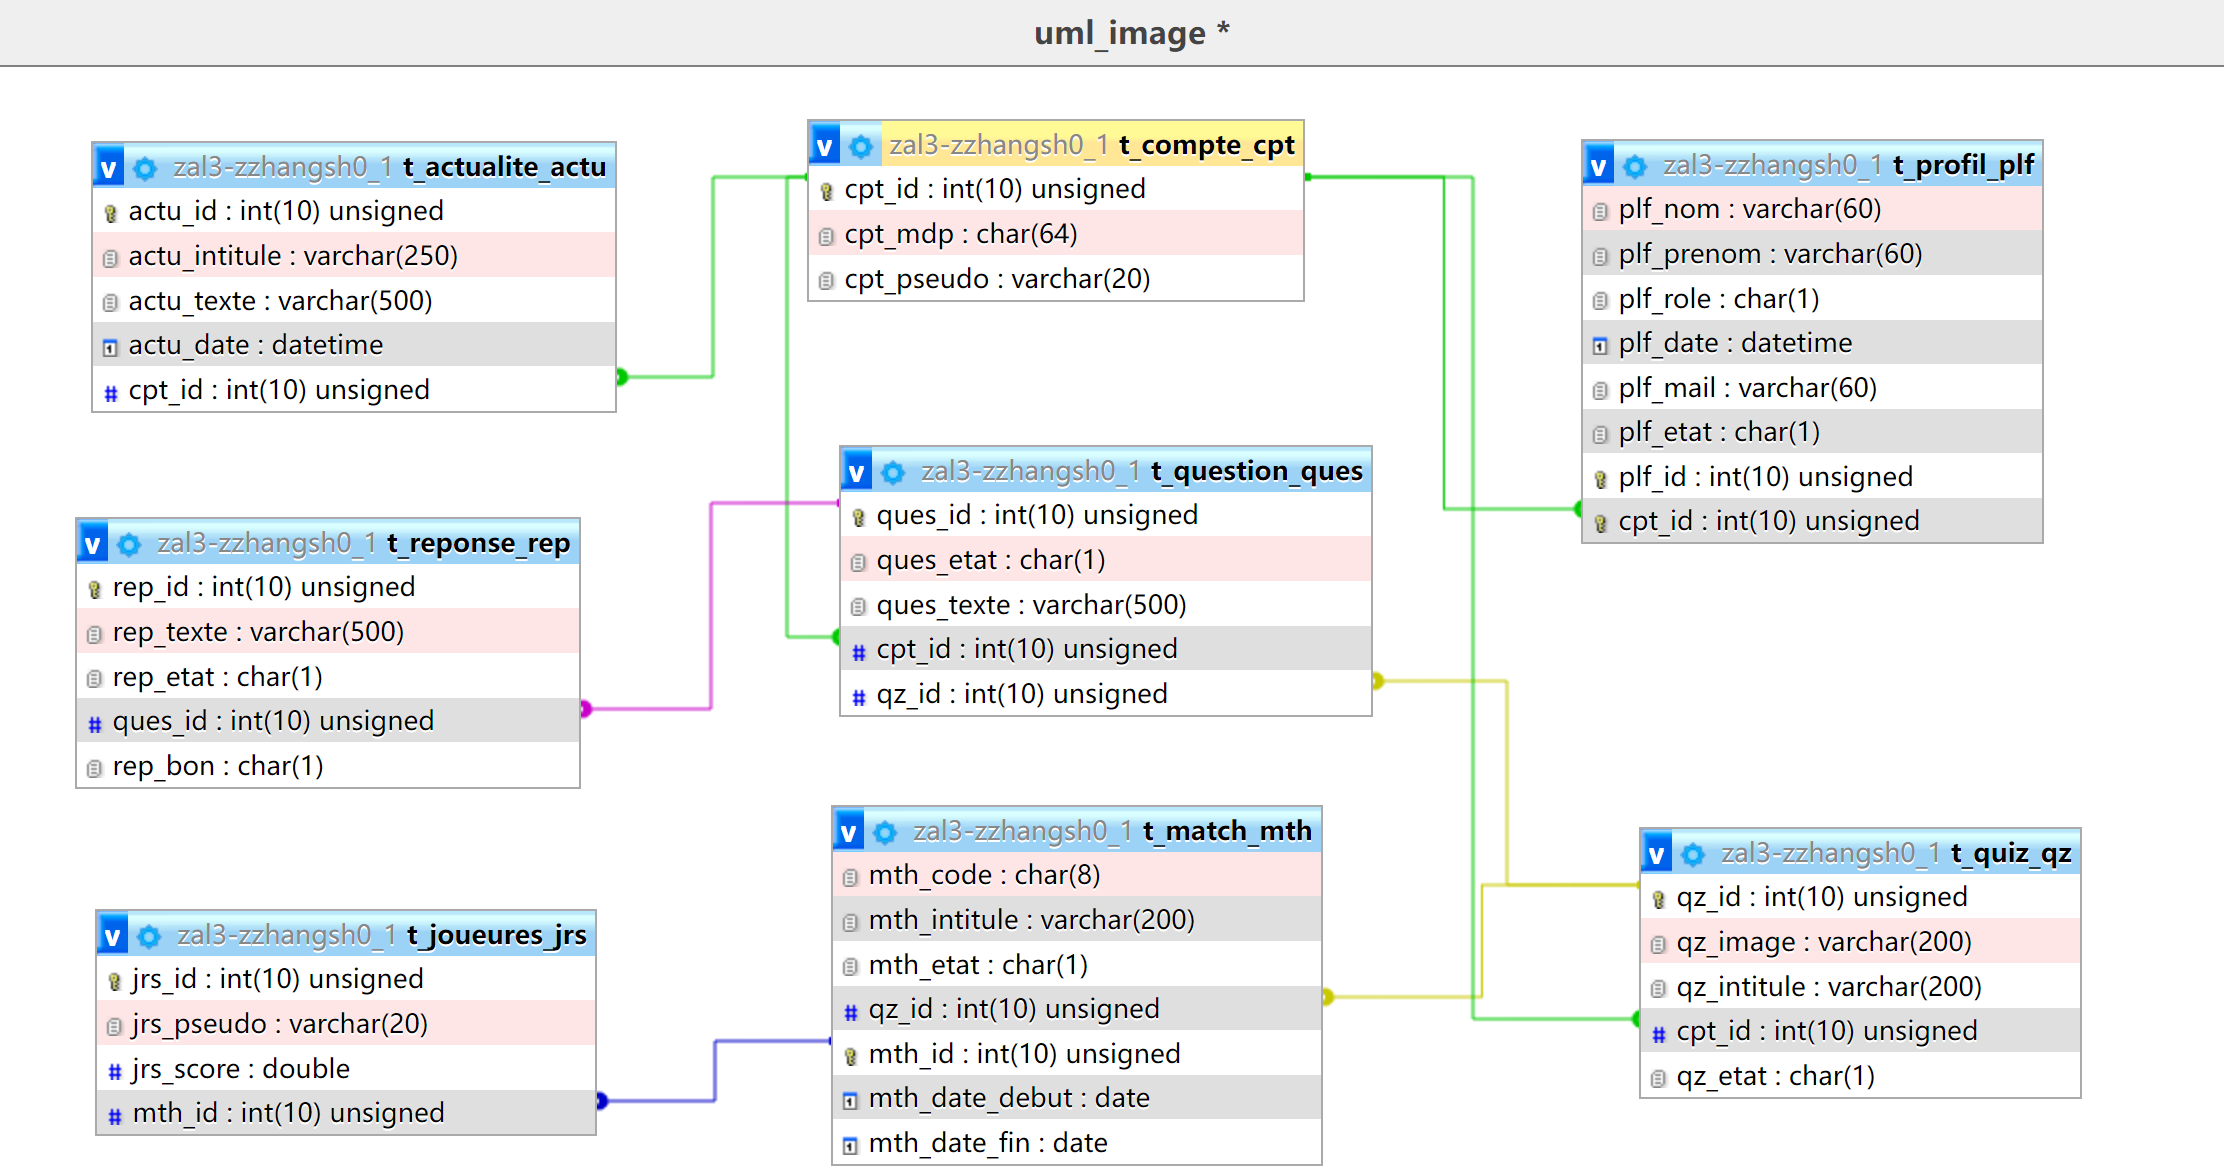 uml_image *
v zal3-zzhangsh0_1 t_actualite_actu
actu_id : int(10) unsigned
actu_intitule : varchar(250)
actu_texte : varchar(500)
actu_date : datetime
# cpt_id : int(10) unsigned
v zal3-zzhangsh0_1 t_compte_cpt
cpt_id : int(10) unsigned
cpt_mdp : char(64)
cpt_pseudo : varchar(20)
v zal3-zzhangsh0_1 t_profil_plf
plf_nom : varchar(60)
plf_prenom : varchar(60)
plf_role : char(1)
plf_date : datetime
plf_mail : varchar(60)
plf_etat : char(1)
plf_id : int(10) unsigned
cpt_id : int(10) unsigned
v zal3-zzhangsh0_1 t_question_ques
ques_id : int(10) unsigned
ques_etat : char(1)
ques_texte : varchar(500)
# cpt_id : int(10) unsigned
# qz_id : int(10) unsigned
v zal3-zzhangsh0_1 t_reponse_rep
rep_id : int(10) unsigned
rep_texte : varchar(500)
rep_etat : char(1)
# ques_id : int(10) unsigned
rep_bon : char(1)
v zal3-zzhangsh0_1 t_match_mth
mth_code : char(8)
mth_intitule : varchar(200)
mth_etat : char(1)
# qz_id : int(10) unsigned
mth_id : int(10) unsigned
mth_date_debut : date
mth_date_fin : date
v zal3-zzhangsh0_1 t_quiz_qz
qz_id : int(10) unsigned
qz_image : varchar(200)
qz_intitule : varchar(200)
# cpt_id : int(10) unsigned
qz_etat : char(1)
v zal3-zzhangsh0_1 t_joueures_jrs
jrs_id : int(10) unsigned
jrs_pseudo : varchar(20)
# jrs_score : double
# mth_id : int(10) unsigned